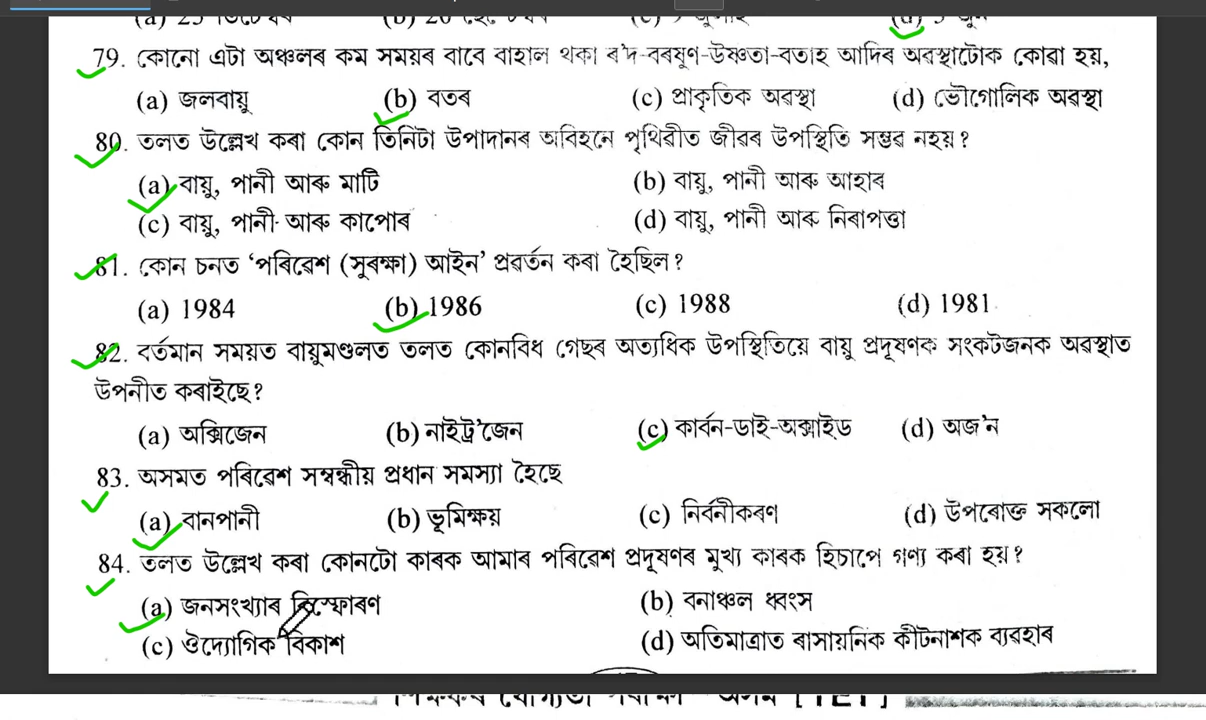 79. কোনো এটা অঞ্চলৰ কম সময়ৰ বাবে বাহাল থকা ৰ'দ-বৰষুণ-উষ্ণতা-বতাহ আদিৰ অৱস্থাটোক কোৱা হয়,
(a) জলবায়ু (b) বতৰ (c) প্ৰাকৃতিক অৱস্থা (d) ভৌগোলিক অৱস্থা
80. তলত উল্লেখ কৰা কোন তিনিটা উপাদানৰ অবিহনে পৃথিৱীত জীৱৰ উপস্থিতি সম্ভৱ নহয়?
(a) বায়ু, পানী আৰু মাটি (b) বায়ু, পানী আৰু আহাৰ
(c) বায়ু, পানী আৰু কাপোৰ (d) বায়ু, পানী আৰু নিৰাপত্তা
81. কোন চনত ‘পৰিৱেশ (সুৰক্ষা) আইন’ প্ৰৱৰ্তন কৰা হৈছিল?
(a) 1984 (b) 1986 (c) 1988 (d) 1981
82. বৰ্তমান সময়ত বায়ুমণ্ডলত তলত কোনবিধ গেছৰ অত্যধিক উপস্থিতিয়ে বায়ু প্ৰদূষণক সংকটজনক অৱস্থাত
উপনীত কৰাইছে?
(a) অক্সিজেন (b) নাইট্ৰ'জেন (c) কাৰ্বন-ডাই-অক্সাইড (d) অজ'ন
83. অসমত পৰিৱেশ সম্বন্ধীয় প্ৰধান সমস্যা হৈছে
(a) বানপানী (b) ভূমিক্ষয় (c) নিৰ্বনীকৰণ (d) উপৰোক্ত সকলো
84. তলত উল্লেখ কৰা কোনটো কাৰক আমাৰ পৰিৱেশ প্ৰদূষণৰ মুখ্য কাৰক হিচাপে গণ্য কৰা হয়?
(a) জনসংখ্যাৰ বিস্ফোৰণ (b) বনাঞ্চল ধ্বংস
(c) ঔদ্যোগিক বিকাশ (d) অতিমাত্ৰাত ৰাসায়নিক কীটনাশক ব্যৱহাৰ